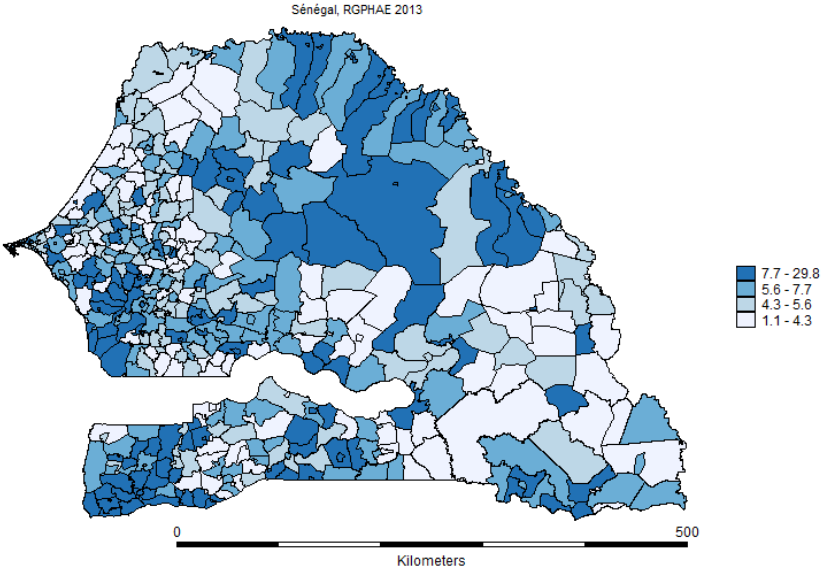 Sénégal, RGPHAE 2013
7.7 - 29.8
5.6 - 7.7
4.3 - 5.6
1.1 - 4.3
0 500
Kilometers